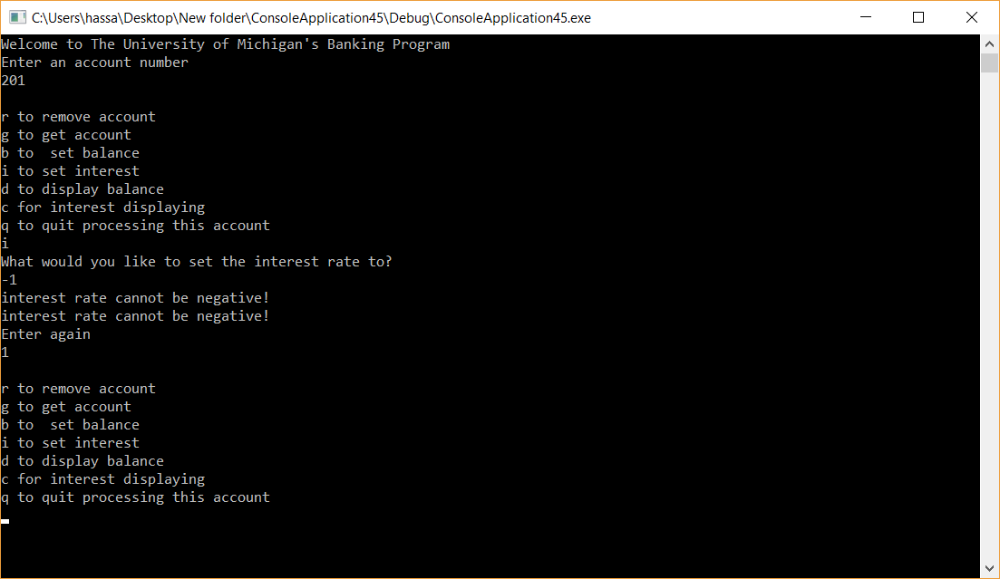 C:\Users\hassa\Desktop\New folder\ConsoleApplication45\Debug\ConsoleApplication45.exe
Welcome to The University of Michigan's Banking Program
Enter an account number
201

r to remove account
g to get account
b to  set balance
i to set interest
d to display balance
c for interest displaying
q to quit processing this account
i
What would you like to set the interest rate to?
-1
interest rate cannot be negative!
interest rate cannot be negative!
Enter again
1

r to remove account
g to get account
b to  set balance
i to set interest
d to display balance
c for interest displaying
q to quit processing this account